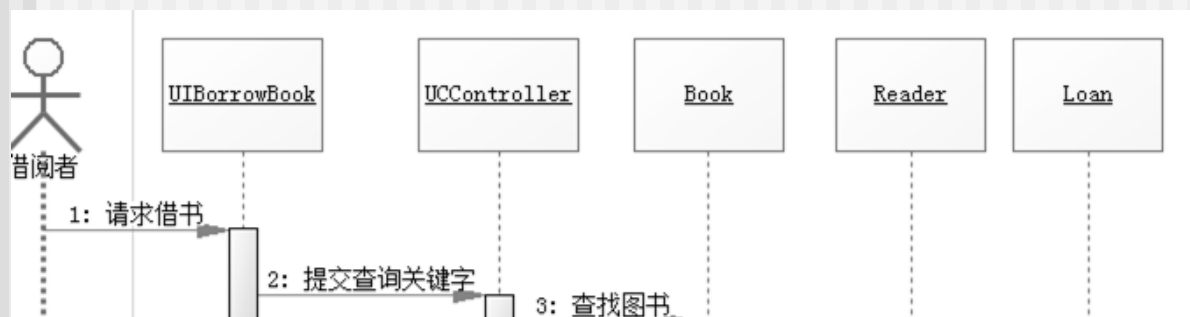 UIBorrowBook
UCController
Book
Reader
Loan
借阅者
1: 请求借书
2: 提交查询关键字
3: 查找图书